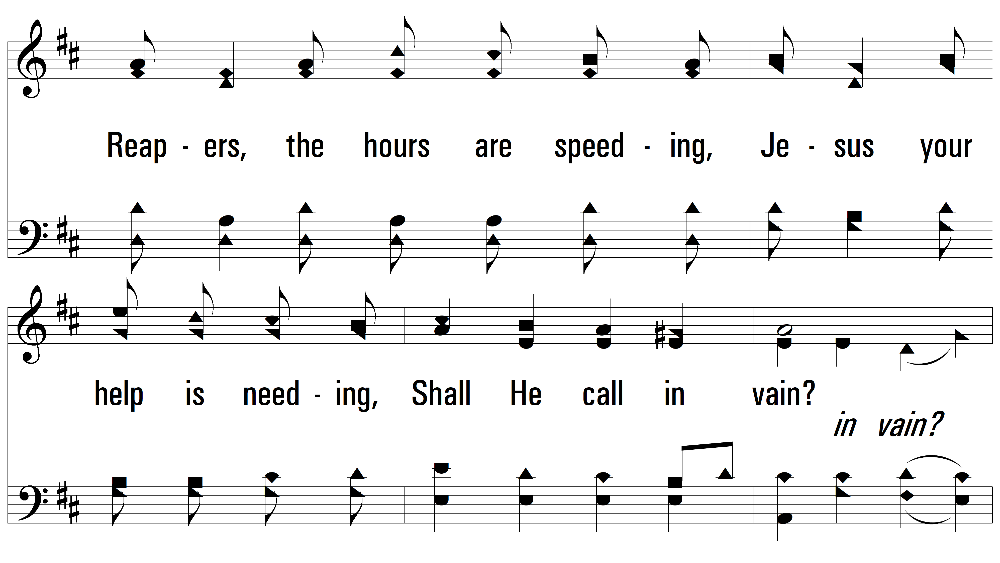 Reap - ers, the hours are speed - ing, Je - sus your
help is need - ing, Shall He call in vain?
in vain?